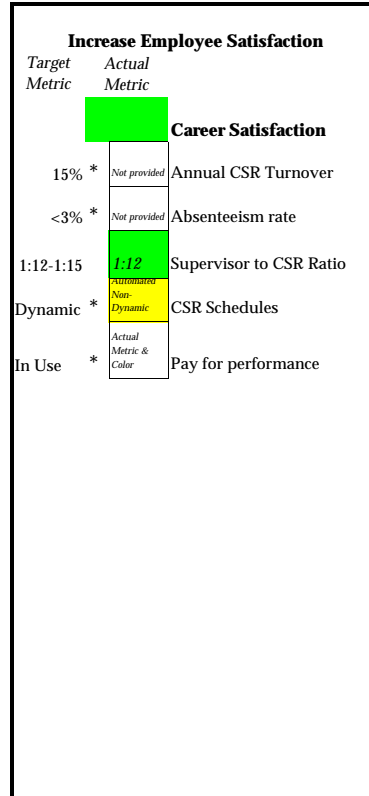 Increase Employee Satisfaction
Target Actual
Metric Metric
Career Satisfaction
15% * Not provided Annual CSR Turnover
<3% * Not provided Absenteeism rate
1:12-1:15 1:12 Supervisor to CSR Ratio
Automated
Non-
Dynamic * Dynamic CSR Schedules
Actual
Metric &
In Use * Color Pay for performance